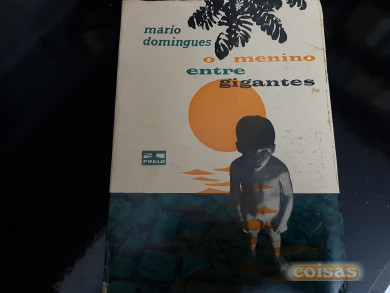 mário
domingues
o menino
entre
gigantes
PRELO
coisas